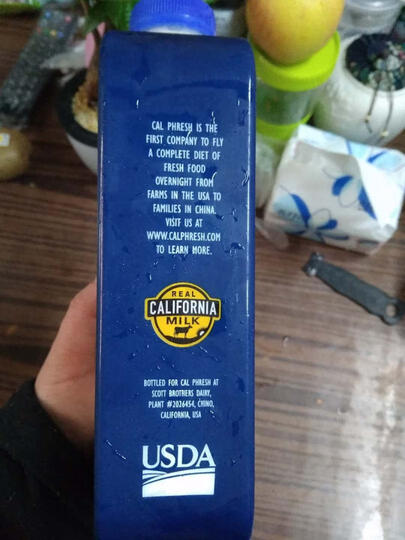 CAL PHRESH IS THE
FIRST COMPANY TO FLY
A COMPLETE DIET OF
FRESH FOOD
OVERNIGHT FROM
FARMS IN THE USA TO
FAMILIES IN CHINA.
VISIT US AT
WWW.CALPHRESH.COM
TO LEARN MORE.
REAL
CALIFORNIA
MILK
BOTTLED FOR CAL PHRESH AT
SCOTT BROTHERS DAIRY,
PLANT #2026454, CHINO,
CALIFORNIA, USA
USDA